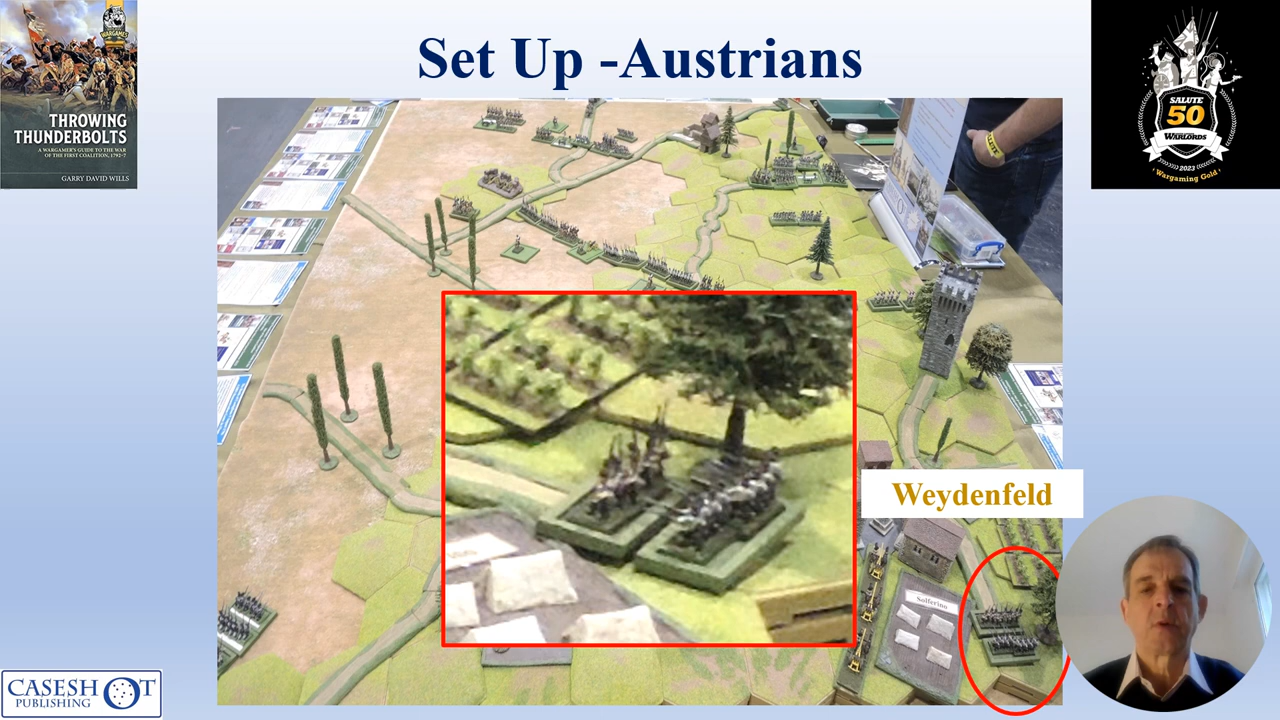 Set Up -Austrians
THROWING
THUNDERBOLTS
A WARGAMER'S GUIDE TO THE WAR
OF THE FIRST COALITION, 1792-7
GARRY DAVID WILLS
SALUTE
50
WARLORDS
2023
Wargaming Gold
Weydenfeld
Solferino
CASESHOT
PUBLISHING